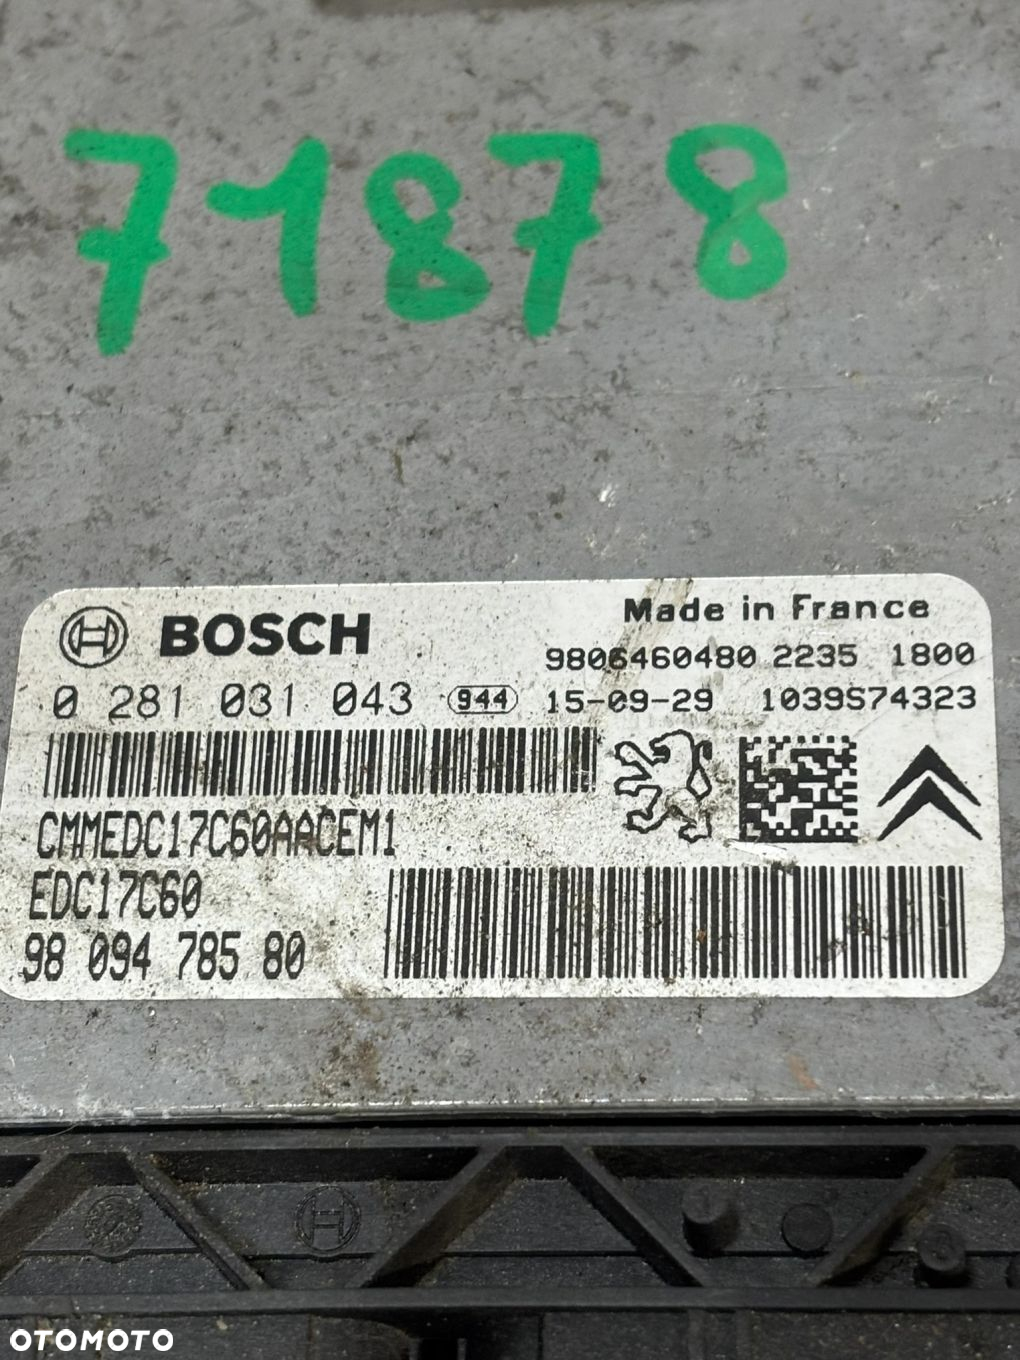 71878
BOSCH
Made in France
9806460480 2235 1800
0 281 031 043 944 15-09-29 1039S74323
CMMEDC17C60AACEM1
EDC17C60
98 094 785 80
OTOMOTO